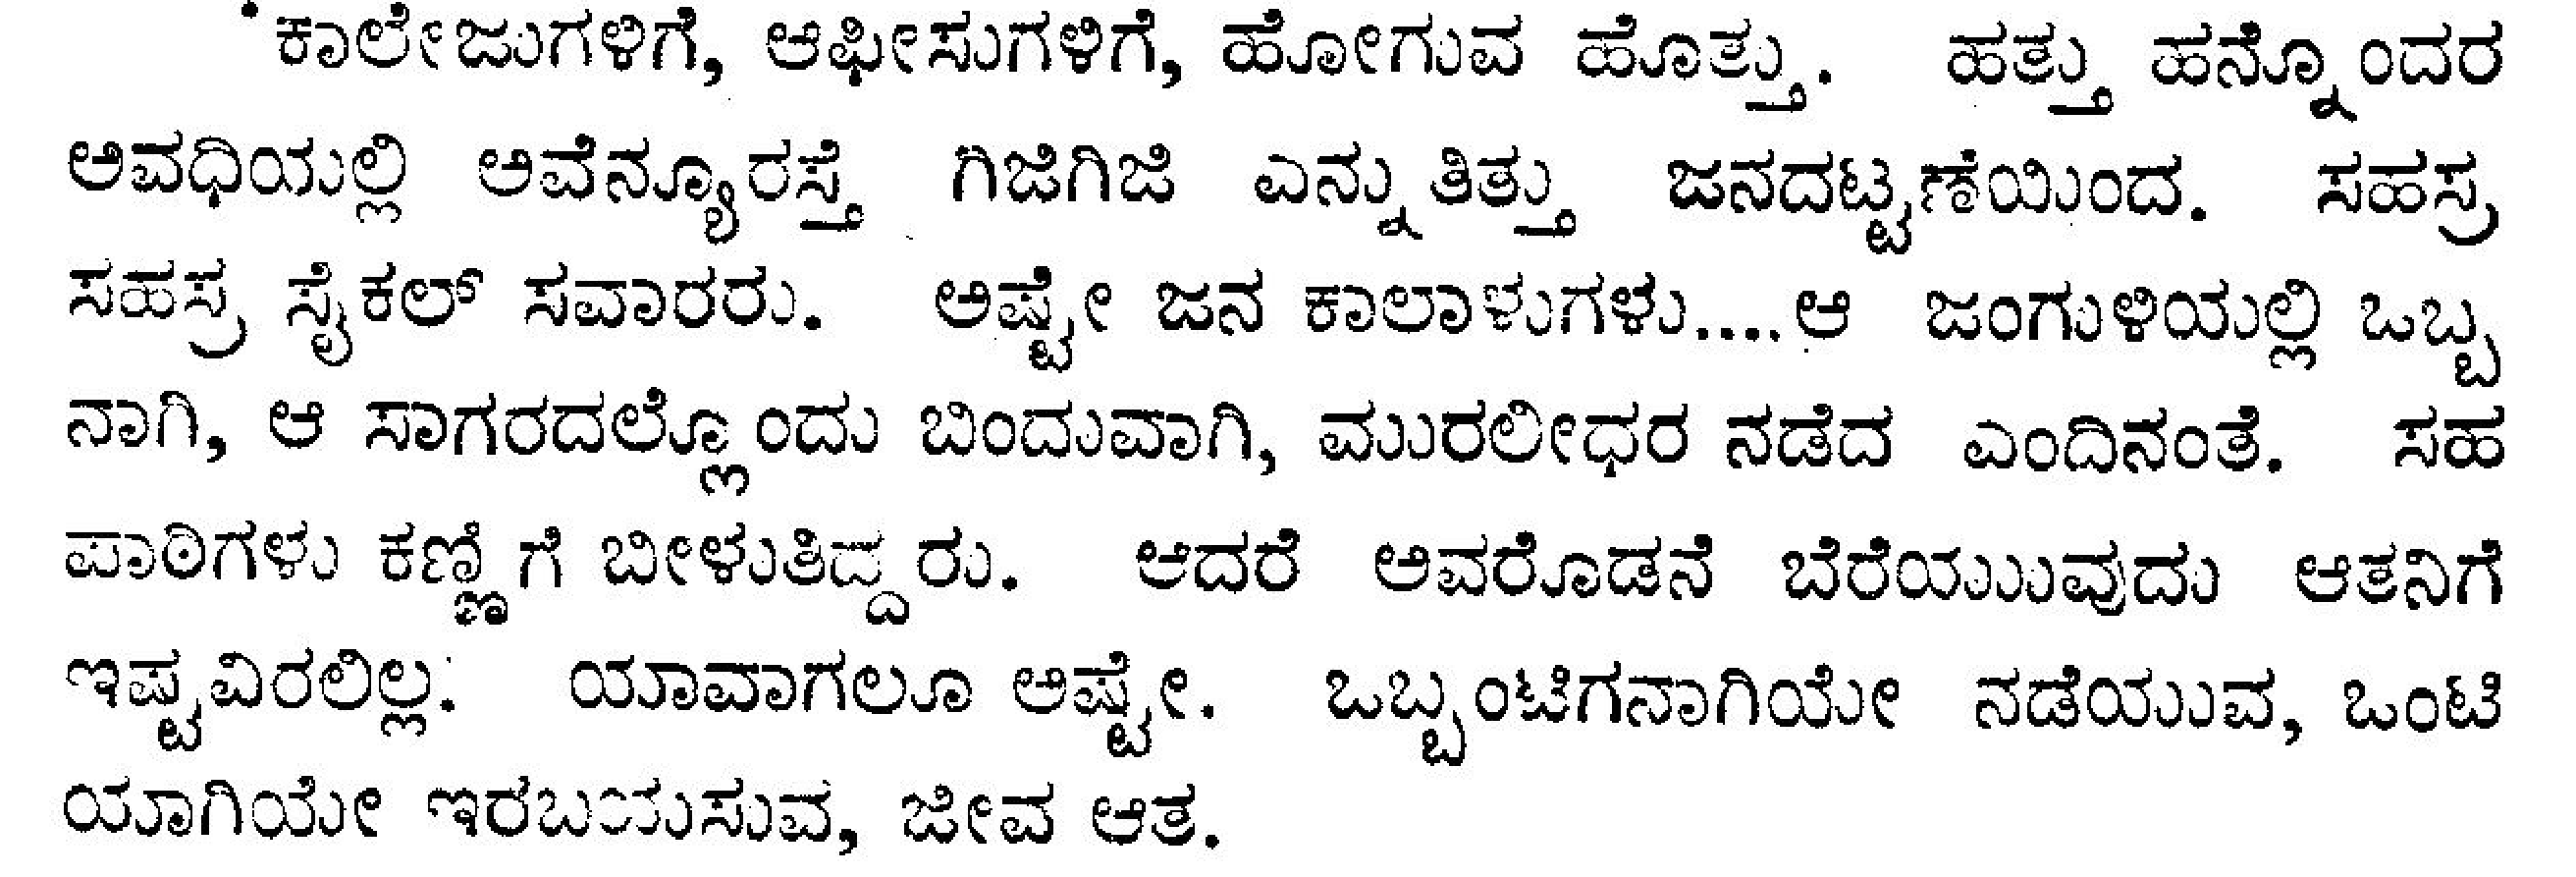 ಕಾಲೇಜುಗಳಿಗೆ, ಆಫೀಸುಗಳಿಗೆ, ಹೋಗುವ ಹೊತ್ತು. ಹತ್ತು ಹನ್ನೊಂದರ
ಅವಧಿಯಲ್ಲಿ ಅವೆನ್ಯೂರಸ್ತೆ ಗಿಜಿಗಿಜಿ ಎನ್ನುತಿತ್ತು ಜನದಟ್ಟಣೆಯಿಂದ. ಸಹಸ್ರ
ಸಹಸ್ರ ಸೈಕಲ್ ಸವಾರರು. ಅಷ್ಟೇ ಜನ ಕಾಲಾಳುಗಳು....ಆ ಜಂಗುಳಿಯಲ್ಲಿ ಒಬ್ಬ
ನಾಗಿ, ಆ ಸಾಗರದಲ್ಲೊಂದು ಬಿಂದುವಾಗಿ, ಮುರಲೀಧರ ನಡೆದ ಎಂದಿನಂತೆ. ಸಹ
ಪಾಠಿಗಳು ಕಣ್ಣಿಗೆ ಬೀಳುತಿದ್ದರು. ಆದರೆ ಅವರೊಡನೆ ಬೆರೆಯುವುದು ಆತನಿಗೆ
ಇಷ್ಟವಿರಲಿಲ್ಲ. ಯಾವಾಗಲೂ ಅಷ್ಟೇ. ಒಬ್ಬಂಟಿಗನಾಗಿಯೇ ನಡೆಯುವ, ಒಂಟಿ
ಯಾಗಿಯೇ ಇರಬಯಸುವ, ಜೀವ ಆತ.